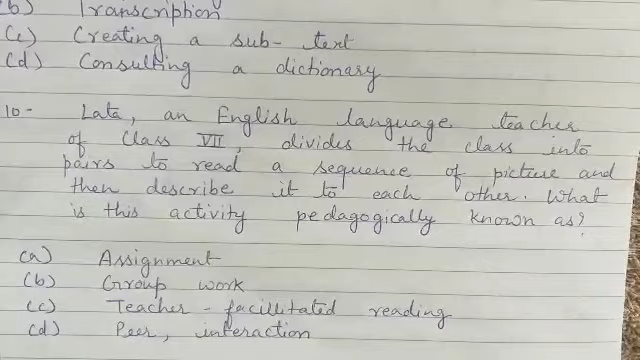 (b) Transcription
(c) Creating a sub-text
(d) Consulting a dictionary
10- Lata, an English language teacher
of Class VII, divides the class into
pairs to read a sequence of picture and
then describe it to each other. What
is this activity pedagogically known as?
(a) Assignment
(b) Group work
(c) Teacher-facillitated reading
(d) Peer, interaction